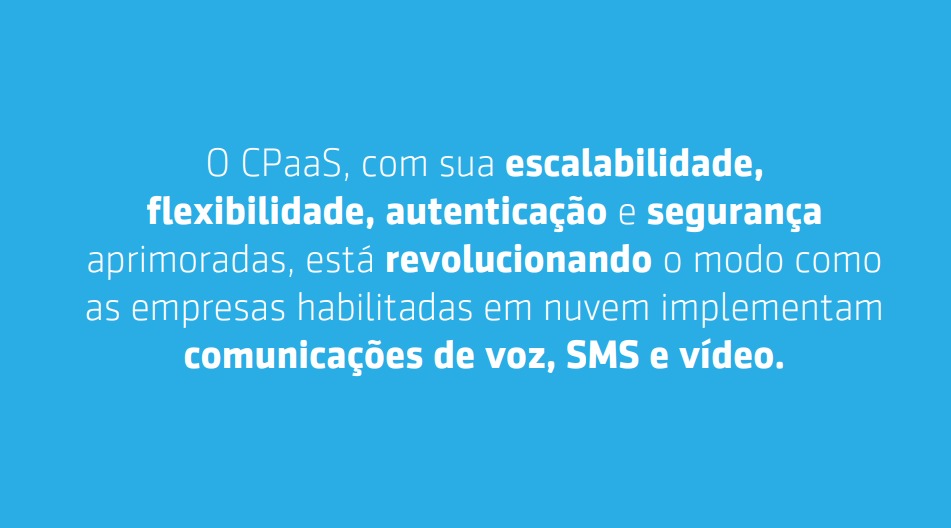 O CPaaS, com sua escalabilidade,
flexibilidade, autenticação e segurança
aprimoradas, está revolucionando o modo como
as empresas habilitadas em nuvem implementam
comunicações de voz, SMS e vídeo.